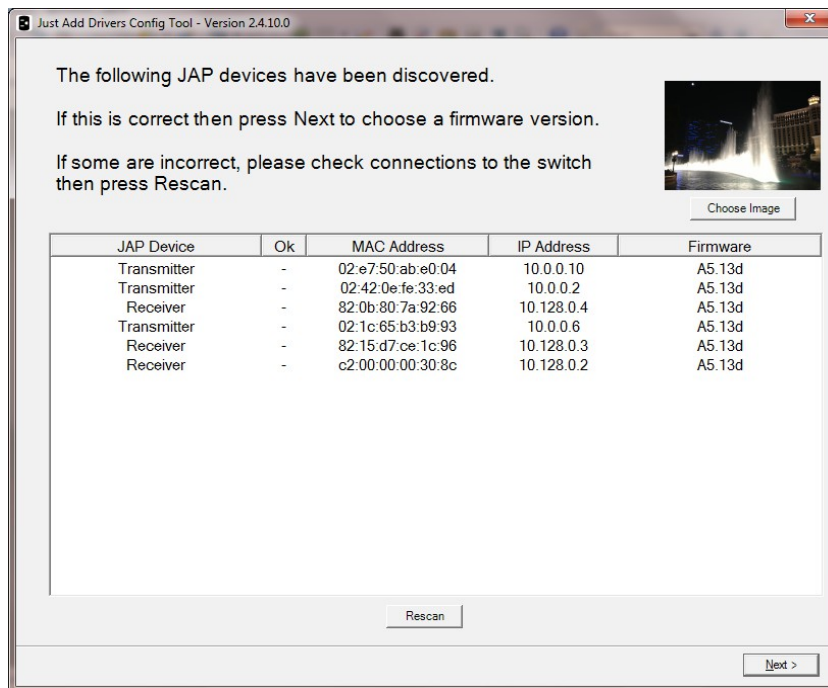 Just Add Drivers Config Tool - Version 2.4.10.0
The following JAP devices have been discovered.
If this is correct then press Next to choose a firmware version.
If some are incorrect, please check connections to the switch
then press Rescan.
Choose Image
JAP Device Ok MAC Address IP Address Firmware
Transmitter - 02:e7:50:ab:e0:04 10.0.0.10 A5.13d
Transmitter - 02:42:0e:fe:33:ed 10.0.0.2 A5.13d
Receiver - 82:0b:80:7a:92:66 10.128.0.4 A5.13d
Transmitter - 02:1c:65:b3:b9:93 10.0.0.6 A5.13d
Receiver - 82:15:d7:ce:1c:96 10.128.0.3 A5.13d
Receiver - c2:00:00:00:30:8c 10.128.0.2 A5.13d
Rescan
Next >